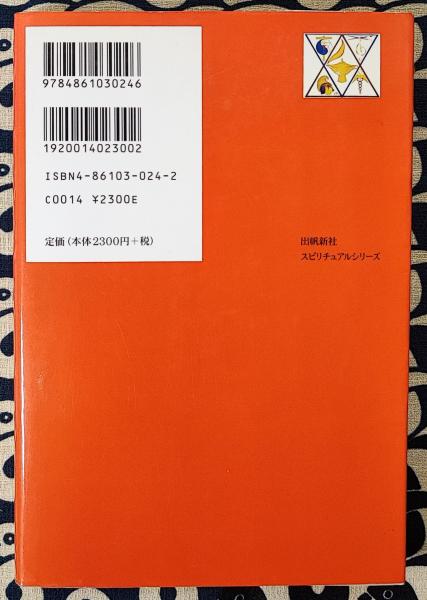 9784861030246
1920014023002
ISBN4-86103-024-2
C0014 ¥2300E
定価(本体2300円+税)
出帆新社
スピリチュアルシリーズ